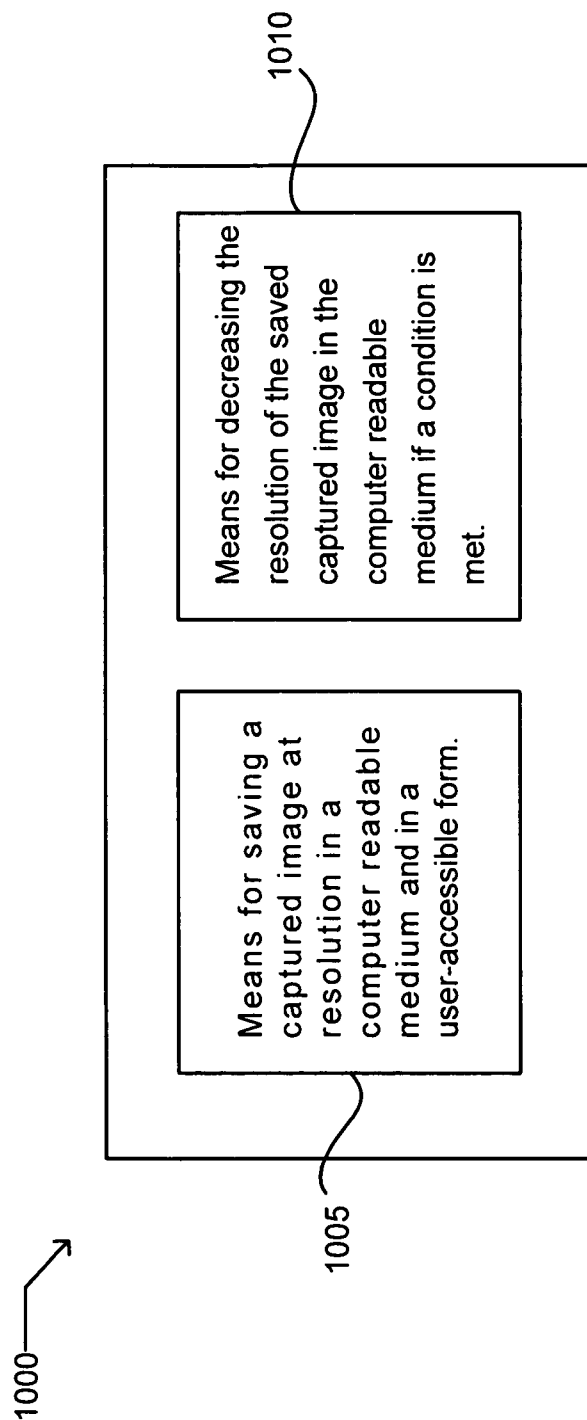 1000
1005
Means for saving a
captured image at
resolution in a
computer readable
medium and in a
user-accessible form.
Means for decreasing the
resolution of the saved
captured image in the
computer readable
medium if a condition is
met.
1010